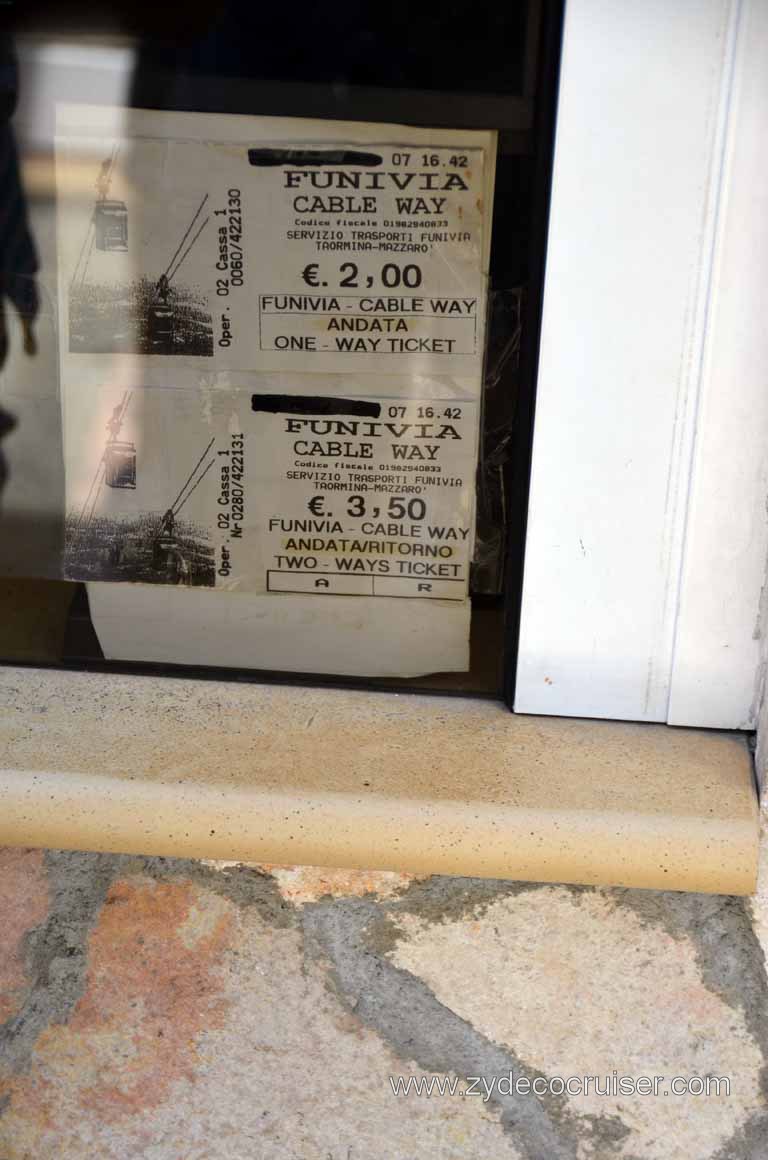 07 16.42
FUNIVIA
CABLE WAY
Codice fiscale 01982940833
SERVIZIO TRASPORTI FUNIVIA
TAORMINA-MAZZARO'
€. 2,00
FUNIVIA - CABLE WAY
ANDATA
ONE - WAY TICKET
Oper. 02 Cassa 1
0060/422130
07 16.42
FUNIVIA
CABLE WAY
Codice fiscale 01982940833
SERVIZIO TRASPORTI FUNIVIA
TAORMINA-MAZZARO'
€. 3,50
FUNIVIA - CABLE WAY
ANDATA/RITORNO
TWO - WAYS TICKET
A R
Oper. 02 Cassa 1
Nr02807422131
www.zydecocruiser.com